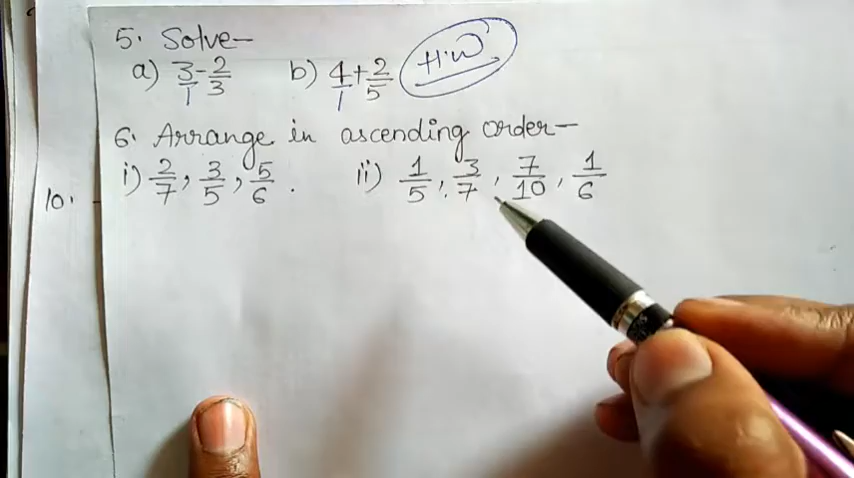 5. Solve-
a) 3/1 - 2/3 b) 4/1 + 2/5 H.W
6. Arrange in ascending order-
i) 2/7, 3/5, 5/6. ii) 1/5, 3/7, 7/10, 1/6
10.